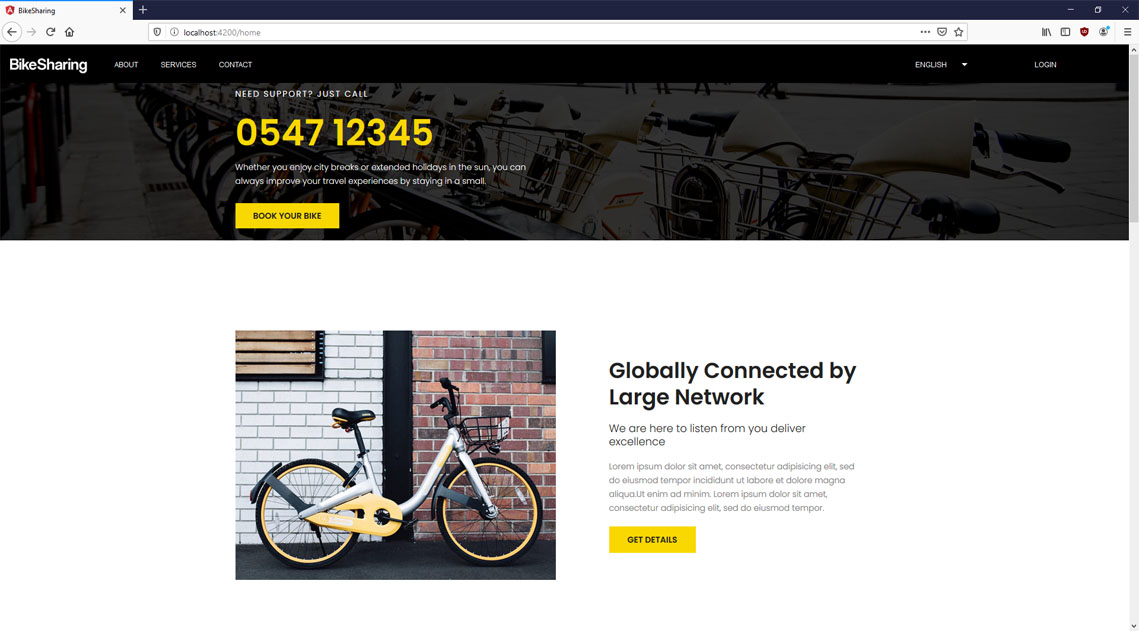 BikeSharing
localhost:4200/home
BikeSharing
ABOUT
SERVICES
CONTACT
ENGLISH
LOGIN
NEED SUPPORT? JUST CALL
0547 12345
Whether you enjoy city breaks or extended holidays in the sun, you can
always improve your travel experiences by staying in a small.
BOOK YOUR BIKE
Globally Connected by
Large Network
We are here to listen from you deliver
excellence
Lorem ipsum dolor sit amet, consectetur adipisicing elit, sed
do eiusmod tempor incididunt ut labore et dolore magna
aliqua.Ut enim ad minim. Lorem ipsum dolor sit amet,
consectetur adipisicing elit, sed do eiusmod tempor.
GET DETAILS